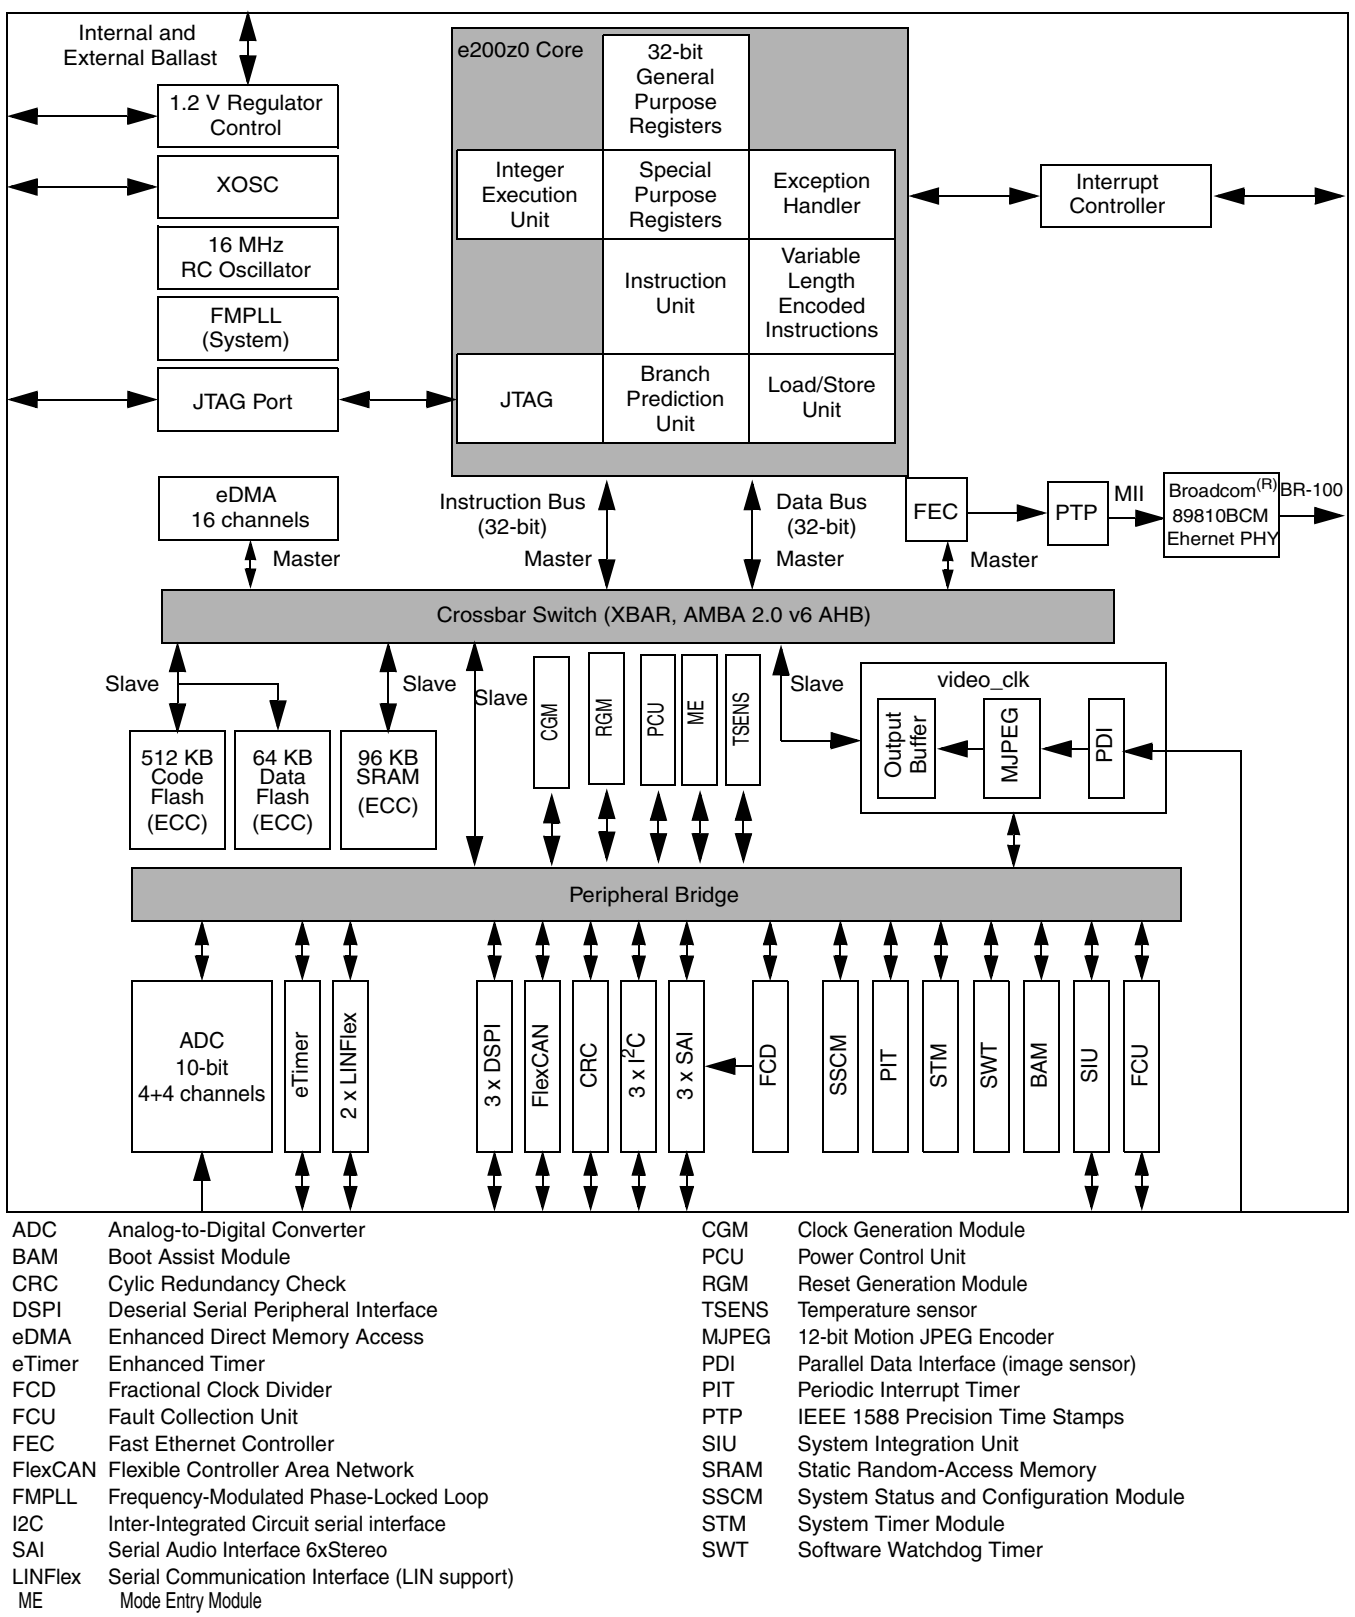 Internal and
External Ballast
1.2 V Regulator
Control
XOSC
16 MHz
RC Oscillator
FMPLL
(System)
JTAG Port
e200z0 Core
32-bit
General
Purpose
Registers
Integer
Execution
Unit
Special
Purpose
Registers
Exception
Handler
Instruction
Unit
Variable
Length
Encoded
Instructions
JTAG
Branch
Prediction
Unit
Load/Store
Unit
Interrupt
Controller
eDMA
16 channels
Master
Instruction Bus
(32-bit)
Master
Data Bus
(32-bit)
Master
FEC
Master
PTP
MII
Broadcom(R)
89810BCM
Ehernet PHY
BR-100
Crossbar Switch (XBAR, AMBA 2.0 v6 AHB)
Slave
Slave
Slave
Slave
512 KB
Code
Flash
(ECC)
64 KB
Data
Flash
(ECC)
96 KB
SRAM
(ECC)
CGM
RGM
PCU
ME
TSENS
video_clk
Output
Buffer
MJPEG
PDI
Peripheral Bridge
ADC
10-bit
4+4 channels
eTimer
2 x LINFlex
3 x DSPI
FlexCAN
CRC
3 x I2C
3 x SAI
FCD
SSCM
PIT
STM
SWT
BAM
SIU
FCU
ADC Analog-to-Digital Converter
BAM Boot Assist Module
CRC Cylic Redundancy Check
DSPI Deserial Serial Peripheral Interface
eDMA Enhanced Direct Memory Access
eTimer Enhanced Timer
FCD Fractional Clock Divider
FCU Fault Collection Unit
FEC Fast Ethernet Controller
FlexCAN Flexible Controller Area Network
FMPLL Frequency-Modulated Phase-Locked Loop
I2C Inter-Integrated Circuit serial interface
SAI Serial Audio Interface 6xStereo
LINFlex Serial Communication Interface (LIN support)
ME Mode Entry Module
CGM Clock Generation Module
PCU Power Control Unit
RGM Reset Generation Module
TSENS Temperature sensor
MJPEG 12-bit Motion JPEG Encoder
PDI Parallel Data Interface (image sensor)
PIT Periodic Interrupt Timer
PTP IEEE 1588 Precision Time Stamps
SIU System Integration Unit
SRAM Static Random-Access Memory
SSCM System Status and Configuration Module
STM System Timer Module
SWT Software Watchdog Timer